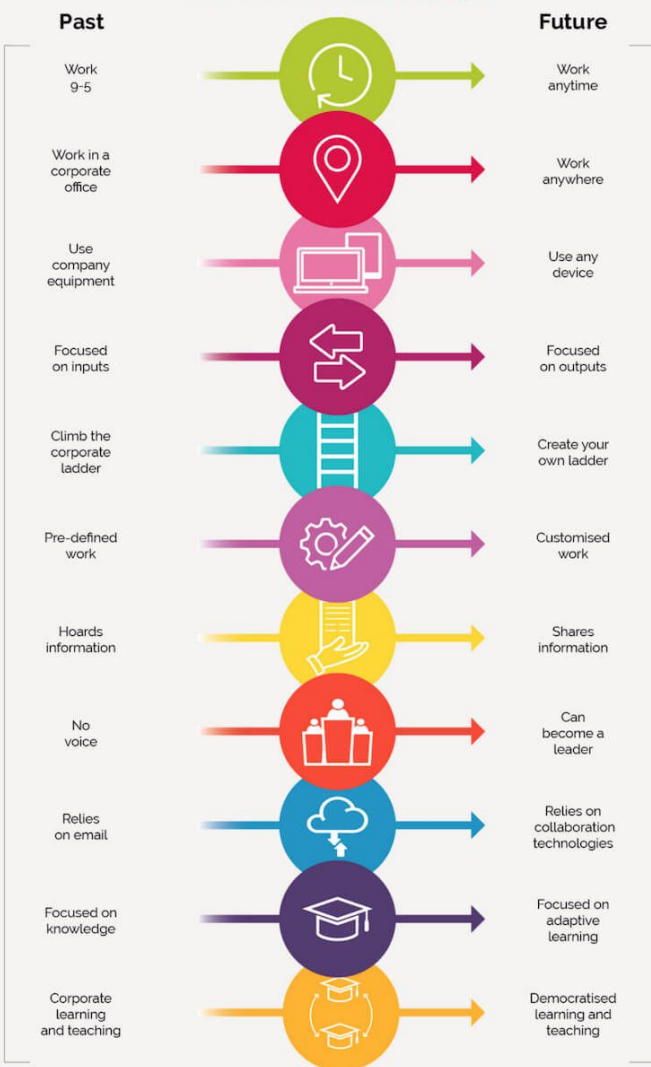 Past
Future
Work
9-5
Work
anytime
Work in a
corporate
office
Work
anywhere
Use
company
equipment
Use any
device
Focused
on inputs
Focused
on outputs
Climb the
corporate
ladder
Create your
own ladder
Pre-defined
work
Customised
work
Hoards
information
Shares
information
No
voice
Can
become a
leader
Relies
on email
Relies on
collaboration
technologies
Focused on
knowledge
Focused on
adaptive
learning
Corporate
learning
and teaching
Democratised
learning and
teaching